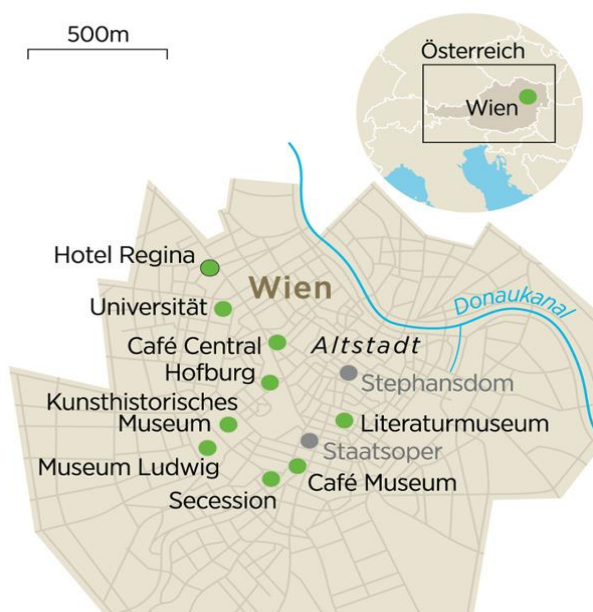 500m
Österreich
Wien
Hotel Regina
Wien
Universität
Donaukanal
Café Central
Altstadt
Hofburg
Stephansdom
Kunsthistorisches
Museum
Literaturmuseum
Staatsoper
Museum Ludwig
Café Museum
Secession